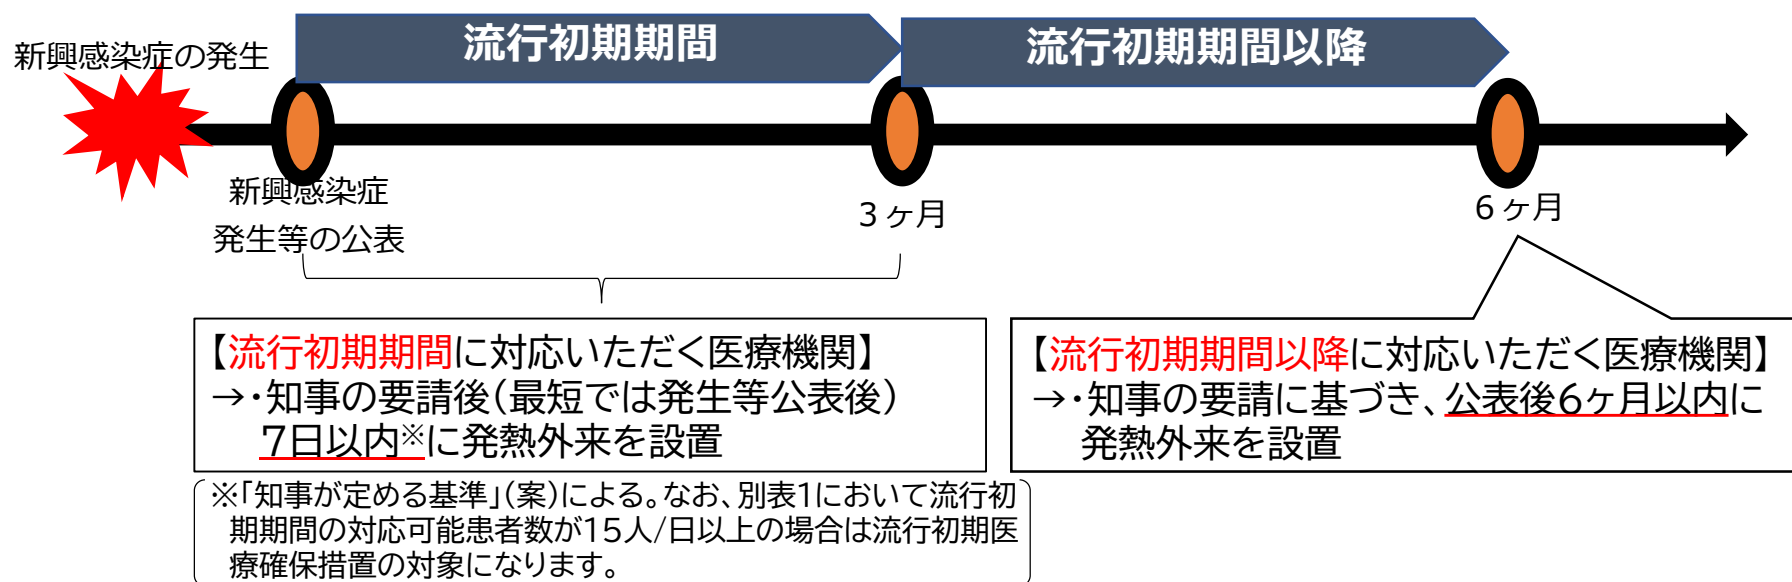 流行初期期間
流行初期期間以降
新興感染症の発生
新興感染症
発生等の公表
3ヶ月
6ヶ月
【流行初期期間に対応いただく医療機関】
→・知事の要請後(最短では発生等公表後)
7日以内※に発熱外来を設置
※「知事が定める基準」(案)による。なお、別表1において流行初
期期間の対応可能患者数が15人/日以上の場合は流行初期医
療確保措置の対象になります。
【流行初期期間以降に対応いただく医療機関】
→・知事の要請に基づき、公表後6ヶ月以内に
発熱外来を設置